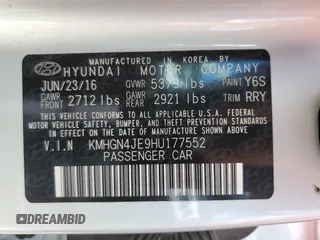 MANUFACTURED IN KOREA BY
HYUNDAI MOTOR COMPANY
JUN/23/16 GVWR 5379 lbs PAINT Y6S
GAWR FRONT 2712 lbs GAWR REAR 2921 lbs TRIM RRY
THIS VEHICLE CONFORMS TO ALL APPLICABLE U.S.A. FEDERAL
MOTOR VEHICLE SAFETY, BUMPER, AND THEFT PREVENTION
STANDARDS IN EFFECT ON THE DATE OF MANUFACTURE SHOWN ABOVE.
V.I.N KMHGN4JE9HU177552
PASSENGER CAR
DREAMBID